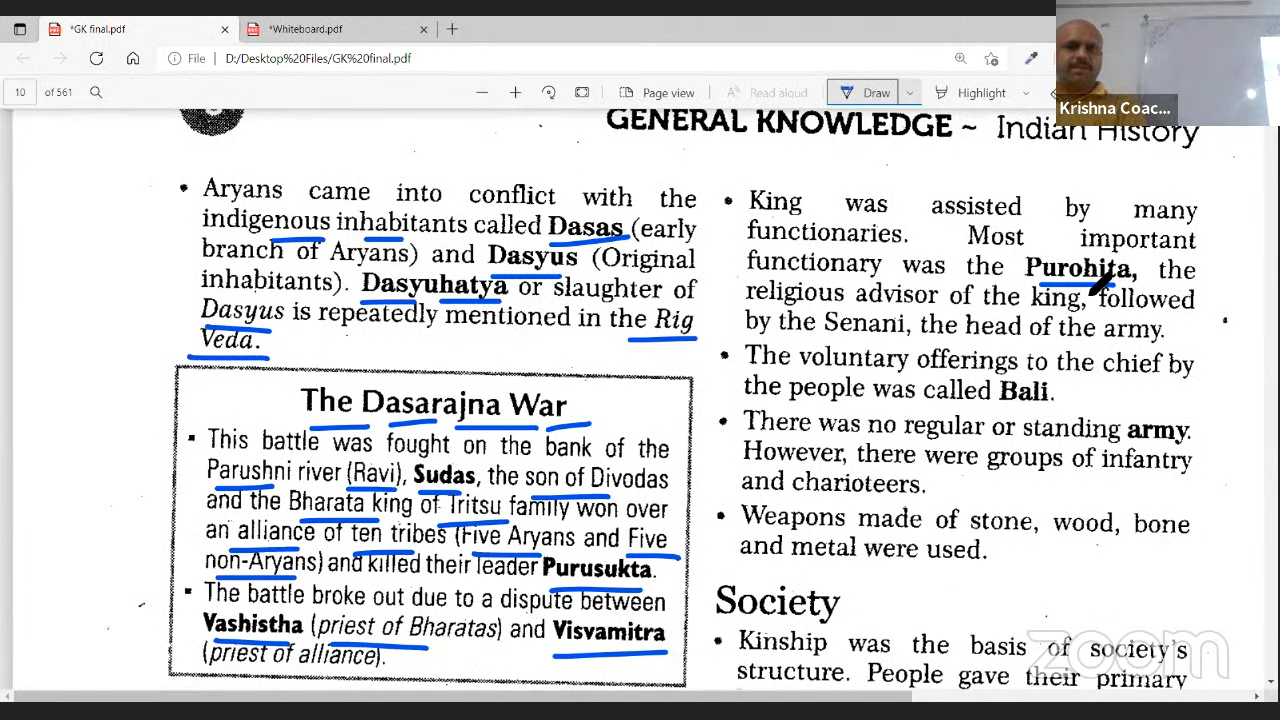 *GK final.pdf
*Whiteboard.pdf
File
D:/Desktop%20Files/GK%20final.pdf
10 of 561
Page view
Read aloud
Draw
Highlight
Krishna Coac...
GENERAL KNOWLEDGE ~ Indian History
• Aryans came into conflict with the
indigenous inhabitants called Dasas (early
branch of Aryans) and Dasyus (Original
inhabitants). Dasyuhatya or slaughter of
Dasyus is repeatedly mentioned in the Rig
Veda.
The Dasarajna War
▪ This battle was fought on the bank of the
Parushni river (Ravi), Sudas, the son of Divodas
and the Bharata king of Tritsu family won over
an alliance of ten tribes (Five Aryans and Five
non-Aryans) and killed their leader Purusukta.
▪ The battle broke out due to a dispute between
Vashistha (priest of Bharatas) and Visvamitra
(priest of alliance).
• King was assisted by many
functionaries. Most important
functionary was the Purohita, the
religious advisor of the king, followed
by the Senani, the head of the army.
• The voluntary offerings to the chief by
the people was called Bali.
• There was no regular or standing army.
However, there were groups of infantry
and charioteers.
• Weapons made of stone, wood, bone
and metal were used.
Society
• Kinship was the basis of society's
structure. People gave their primary
zoom